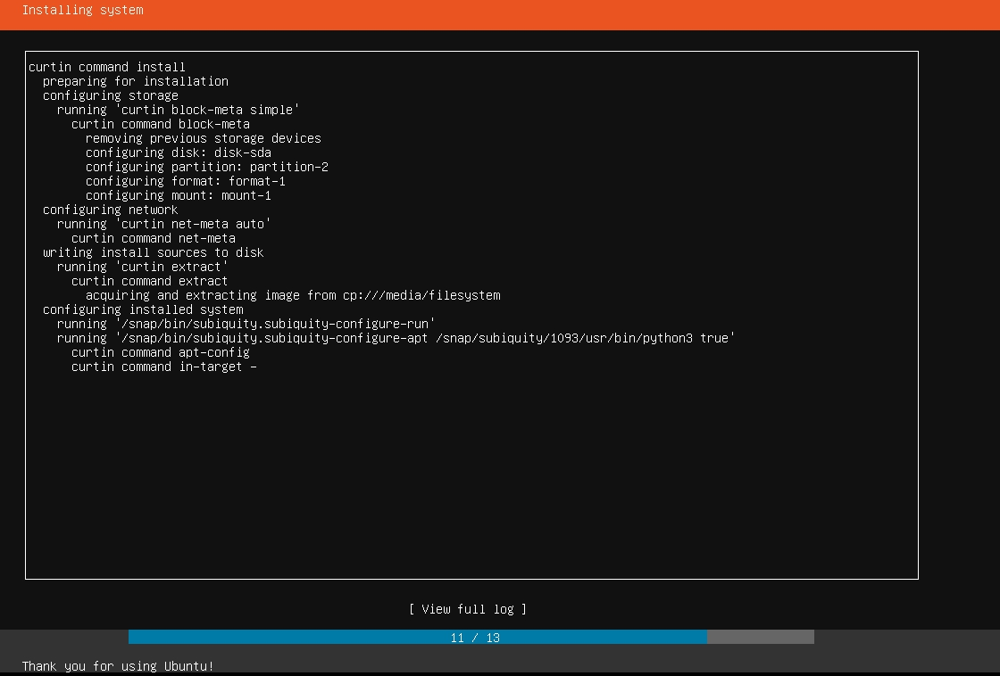 Installing system
curtin command install
preparing for installation
configuring storage
running 'curtin block-meta simple'
curtin command block-meta
removing previous storage devices
configuring disk: disk-sda
configuring partition: partition-2
configuring format: format-1
configuring mount: mount-1
configuring network
running 'curtin net-meta auto'
curtin command net-meta
writing install sources to disk
running 'curtin extract'
curtin command extract
acquiring and extracting image from cp:///media/filesystem
configuring installed system
running '/snap/bin/subiquity.subiquity-configure-run'
running '/snap/bin/subiquity.subiquity-configure-apt /snap/subiquity/1093/usr/bin/python3 true'
curtin command apt-config
curtin command in-target -
[ View full log ]
11 / 13
Thank you for using Ubuntu!